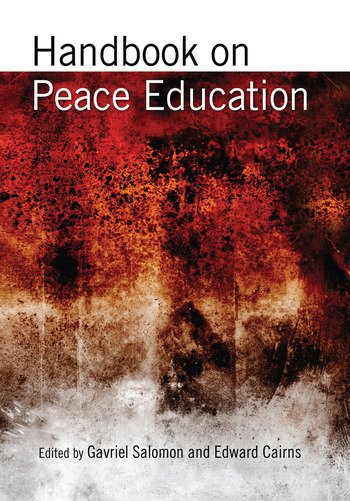 Handbook on
Peace Education
Edited by Gavriel Salomon and Edward Cairns